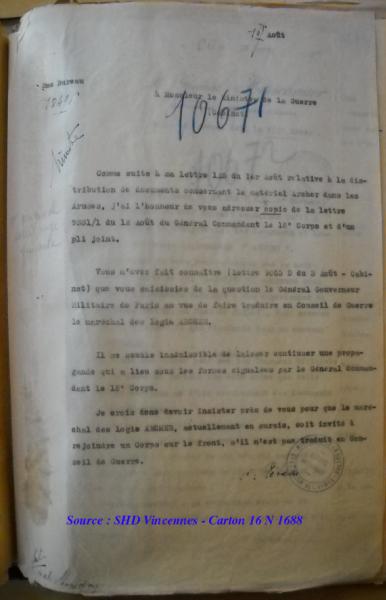 Août
Bureau
à Monsieur le Ministre de la Guerre
10671
Comme suite à ma lettre 125 du 1er Août relative à la dis-
tribution de documents concernant le matériel Archer dans les
Armées, j'ai l'honneur de vous adresser copie de la lettre
du 12 Août du Général Commandant le 18° Corps et d'un
pli joint.
Vous m'avez fait connaître (lettre D du 3 Août - Cabi-
net) que vous saisissiez de la question le Général Gouverneur
Militaire de Paris en vue de faire traduire en Conseil de Guerre
le maréchal des logis ARCHER.
Il me semble inadmissible de laisser continuer une propa-
gande qui a lieu sous les formes signalées par le Général Comman-
dant le 18° Corps.
Je crois donc devoir insister près de vous pour que le maré-
chal des logis ARCHER, actuellement en sursis, soit invité à
rejoindre un Corps sur le front, s'il n'est pas traduit en Con-
seil de Guerre.
Source : SHD Vincennes - Carton 16 N 1688